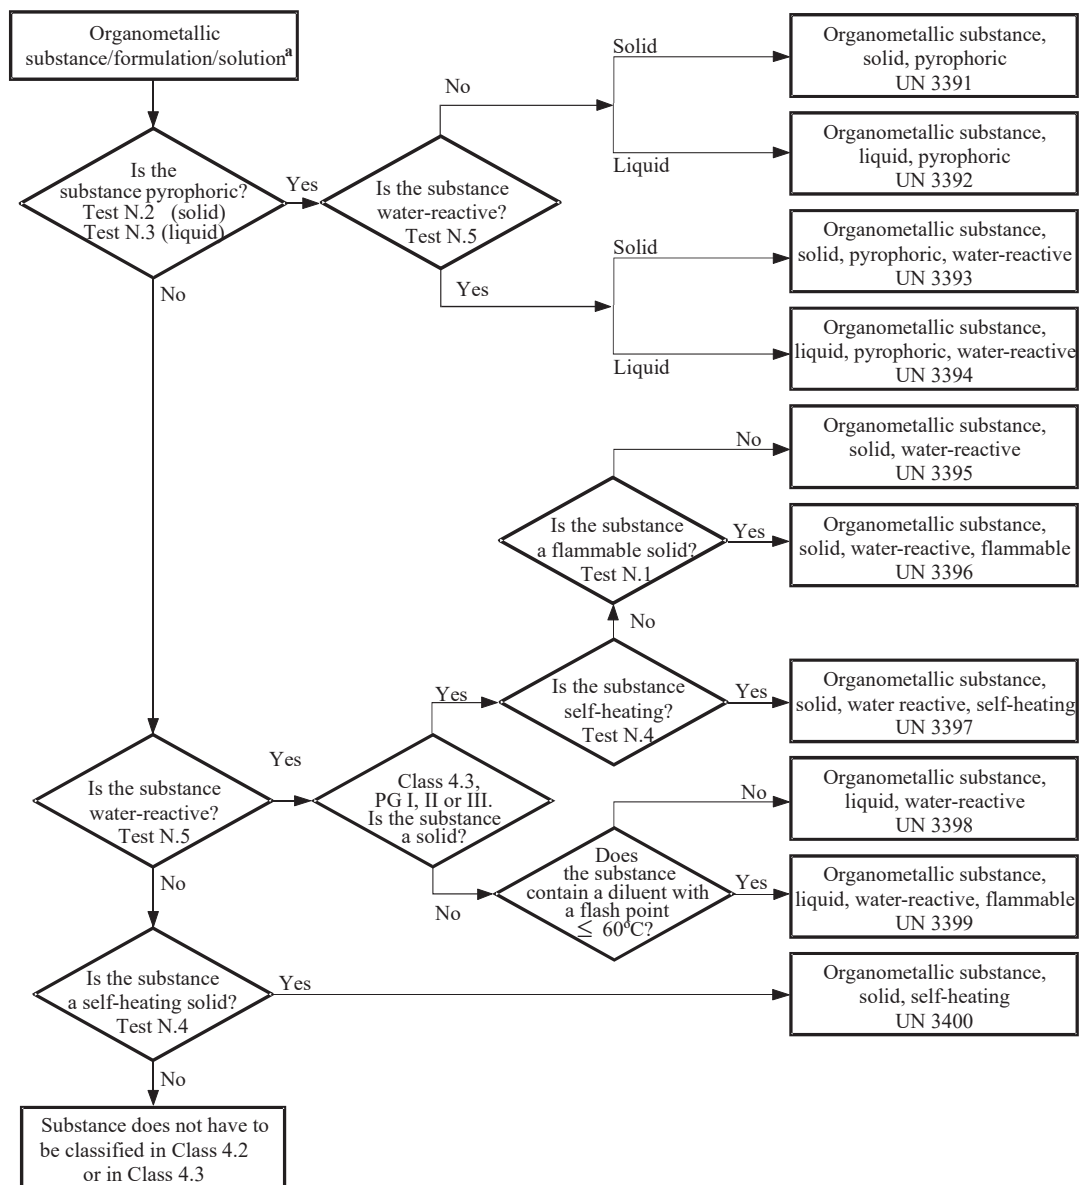 Organometallic
substance/formulation/solutionª
Solid
Organometallic substance,
solid, pyrophoric
UN 3391
No
Liquid
Organometallic substance,
liquid, pyrophoric
UN 3392
Is the
substance pyrophoric?
Test N.2 (solid)
Test N.3 (liquid)
Yes
Is the substance
water-reactive?
Test N.5
Solid
Organometallic substance,
solid, pyrophoric, water-reactive
UN 3393
No
Yes
Liquid
Organometallic substance,
liquid, pyrophoric, water-reactive
UN 3394
No
Organometallic substance,
solid, water-reactive
UN 3395
Is the substance
a flammable solid?
Test N.1
Yes
Organometallic substance,
solid, water-reactive, flammable
UN 3396
No
Yes
Is the substance
self-heating?
Test N.4
Yes
Organometallic substance,
solid, water reactive, self-heating
UN 3397
Is the substance
water-reactive?
Test N.5
Yes
Class 4.3,
PG I, II or III.
Is the substance
a solid?
No
Organometallic substance,
liquid, water-reactive
UN 3398
No
No
Does
the substance
contain a diluent with
a flash point
≤ 60ºC?
Yes
Organometallic substance,
liquid, water-reactive, flammable
UN 3399
Is the substance
a self-heating solid?
Test N.4
Yes
Organometallic substance,
solid, self-heating
UN 3400
No
Substance does not have to
be classified in Class 4.2
or in Class 4.3